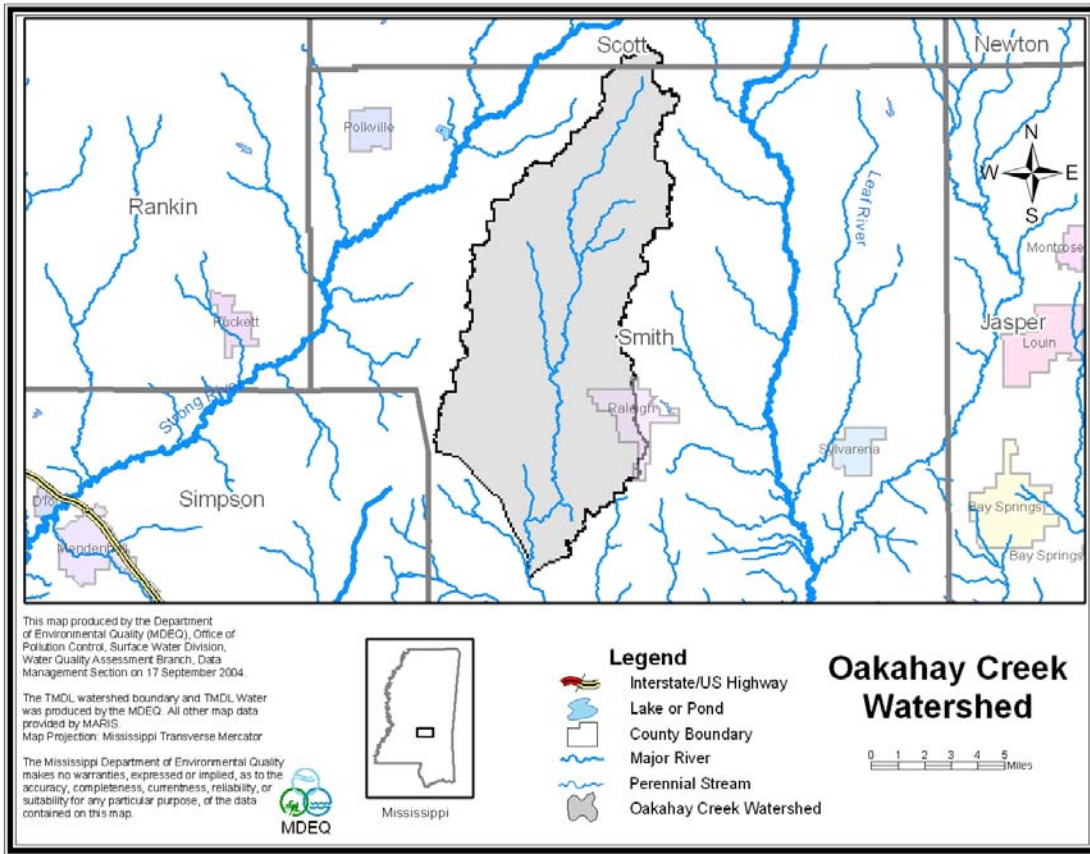 Scott
Newton
Polkville
N
W E
S
Rankin
Leaf River
Montrose
Puckett
Smith
Jasper
Louin
Strong River
Raleigh
Sylvarena
Simpson
D'lo
Mendenhall
Bay Springs
Bay Springs
This map produced by the Department
of Environmental Quality (MDEQ), Office of
Pollution Control, Surface Water Division,
Water Quality Assessment Branch, Data
Management Section on 17 September 2004.
The TMDL watershed boundary and TMDL Water
was produced by the MDEQ. All other map data
provided by MARIS.
Map Projection: Mississippi Transverse Mercator
The Mississippi Department of Environmental Quality
makes no warranties, expressed or implied, as to the
accuracy, completeness, currentness, reliability, or
suitability for any particular purpose, of the data
contained on this map.
MDEQ
Mississippi
Legend
Interstate/US Highway
Lake or Pond
County Boundary
Major River
Perennial Stream
Oakahay Creek Watershed
Oakahay Creek
Watershed
0 1 2 3 4 5
Miles